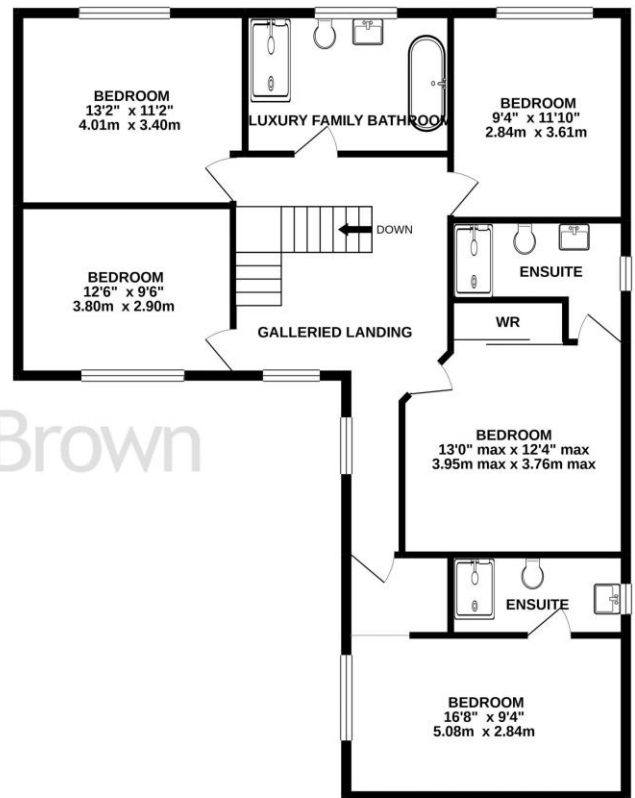 BEDROOM
13'2" x 11'2"
4.01m x 3.40m
LUXURY FAMILY BATHROOM
BEDROOM
9'4" x 11'10"
2.84m x 3.61m
DOWN
BEDROOM
12'6" x 9'6"
3.80m x 2.90m
ENSUITE
GALLERIED LANDING
WR
Brown
BEDROOM
13'0" max x 12'4" max
3.95m max x 3.76m max
ENSUITE
BEDROOM
16'8" x 9'4"
5.08m x 2.84m